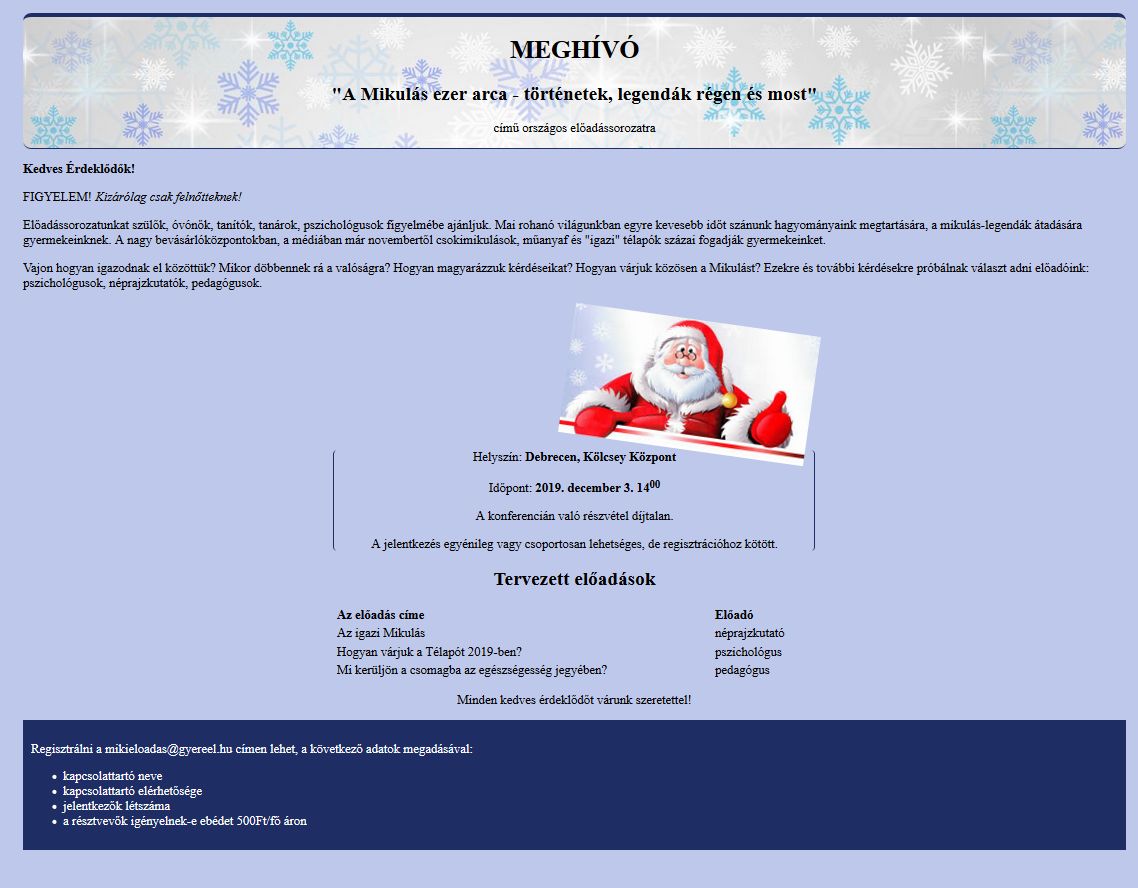 MEGHÍVÓ
"A Mikulás ezer arca - történetek, legendák régen és most"
című országos előadássorozatra
Kedves Érdeklődők!
FIGYELEM! Kizárólag csak felnőtteknek!
Előadássorozatunkat szülők, óvónők, tanítók, tanárok, pszichológusok figyelmébe ajánljuk. Mai rohanó világunkban egyre kevesebb időt szánunk hagyományaink megtartására, a mikulás-legendák átadására
gyermekeinknek. A nagy bevásárlóközpontokban, a médiában már novembertől csokimikulások, műanyaf és "igazi" télapók százai fogadják gyermekeinket.
Vajon hogyan igazodnak el közöttük? Mikor döbbennek rá a valóságra? Hogyan magyarázzuk kérdéseikat? Hogyan várjuk közösen a Mikulást? Ezekre és további kérdésekre próbálnak választ adni előadóink:
pszichológusok, néprajzkutatók, pedagógusok.
Helyszín: Debrecen, Kölcsey Központ
Időpont: 2019. december 3. 14⁰⁰
A konferencián való részvétel díjtalan.
A jelentkezés egyénileg vagy csoportosan lehetséges, de regisztrációhoz kötött.
Tervezett előadások
Az előadás címe Előadó
Az igazi Mikulás néprajzkutató
Hogyan várjuk a Télapót 2019-ben? pszichológus
Mi kerüljön a csomagba az egészségesség jegyében? pedagógus
Minden kedves érdeklődőt várunk szeretettel!
Regisztrálni a mikieloadas@gyereel.hu címen lehet, a következő adatok megadásával:
• kapcsolattartó neve
• kapcsolattartó elérhetősége
• jelentkezők létszáma
• a résztvevők igényelnek-e ebédet 500Ft/fő áron